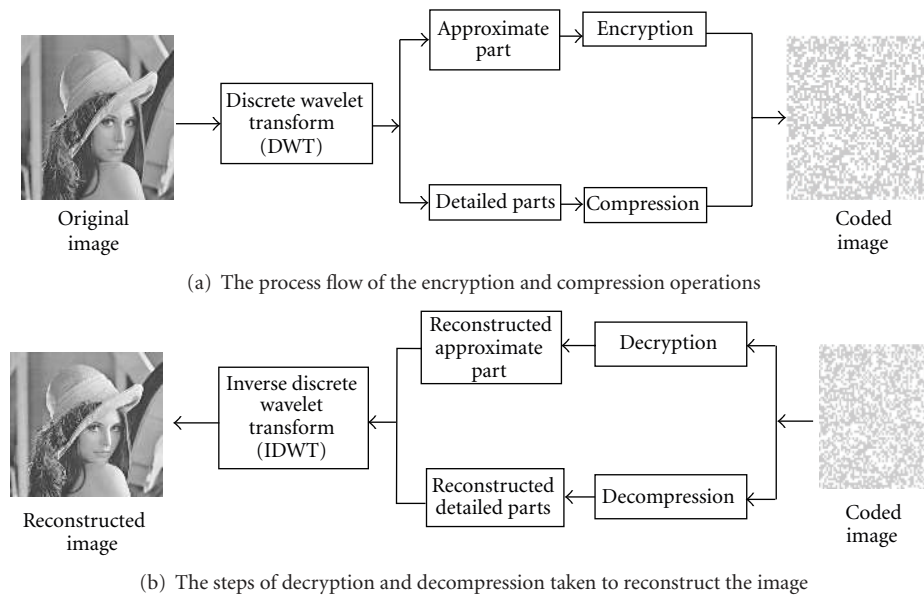 Approximate
part
Encryption
Discrete wavelet
transform
(DWT)
Detailed parts
Compression
Original
image
Coded
image
(a) The process flow of the encryption and compression operations
Reconstructed
approximate
part
Decryption
Inverse discrete
wavelet
transform
(IDWT)
Reconstructed
detailed parts
Decompression
Reconstructed
image
Coded
image
(b) The steps of decryption and decompression taken to reconstruct the image